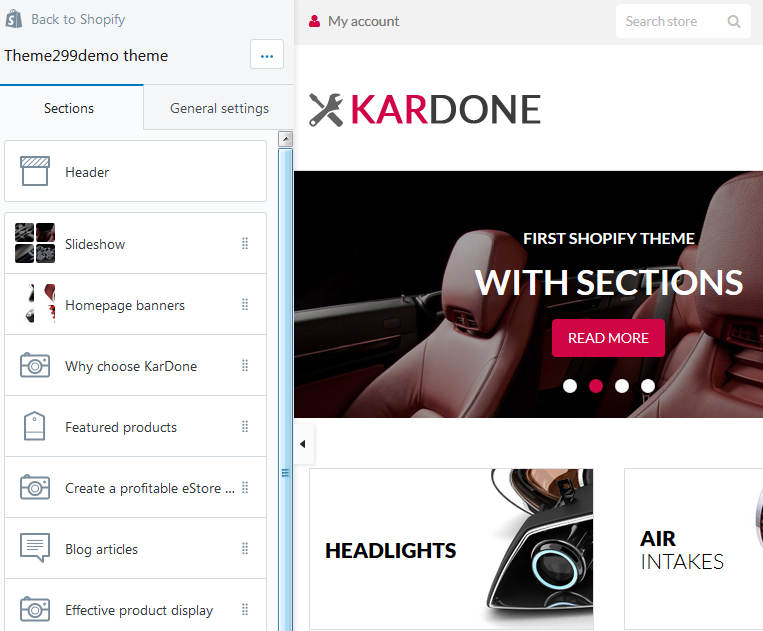 Back to Shopify
Theme299demo theme
...
Sections
General settings
Header
Slideshow
Homepage banners
Why choose KarDone
Featured products
Create a profitable eStore ...
Blog articles
Effective product display
My account
Search store
KARDONE
FIRST SHOPIFY THEME
WITH SECTIONS
READ MORE
HEADLIGHTS
AIR
INTAKES